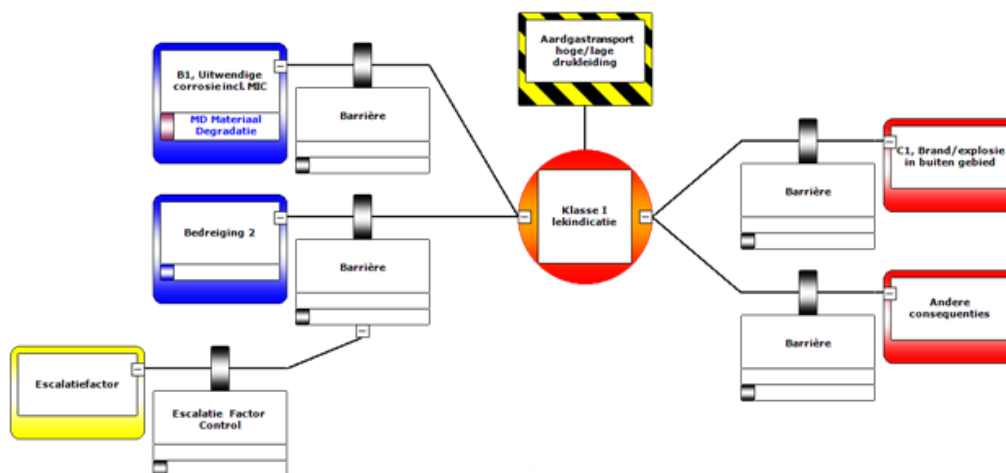 Aardgastransport
hoge/lage
drukleiding
B1, Uitwendige
corrosie incl. MIC
MD Materiaal
Degradatie
Barrière
Barrière
C1, Brand/explosie
in buiten gebied
Klasse I
lekindicatie
Bedreiging 2
Barrière
Andere
consequenties
Barrière
Escalatiefactor
Escalatie Factor
Control